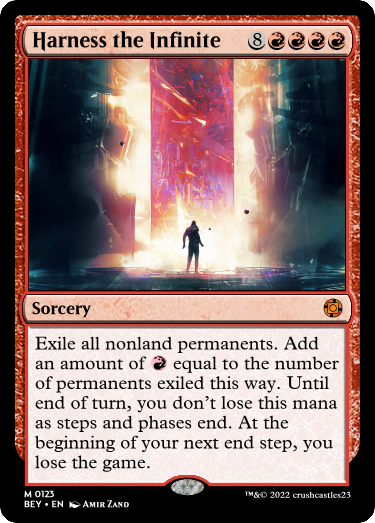 Harness the Infinite 8
Sorcery
Exile all nonland permanents. Add
an amount of equal to the number
of permanents exiled this way. Until
end of turn, you don't lose this mana
as steps and phases end. At the
beginning of your next end step, you
lose the game.
M 0123
BEY • EN Amir Zand
™&© 2022 crushcastles23